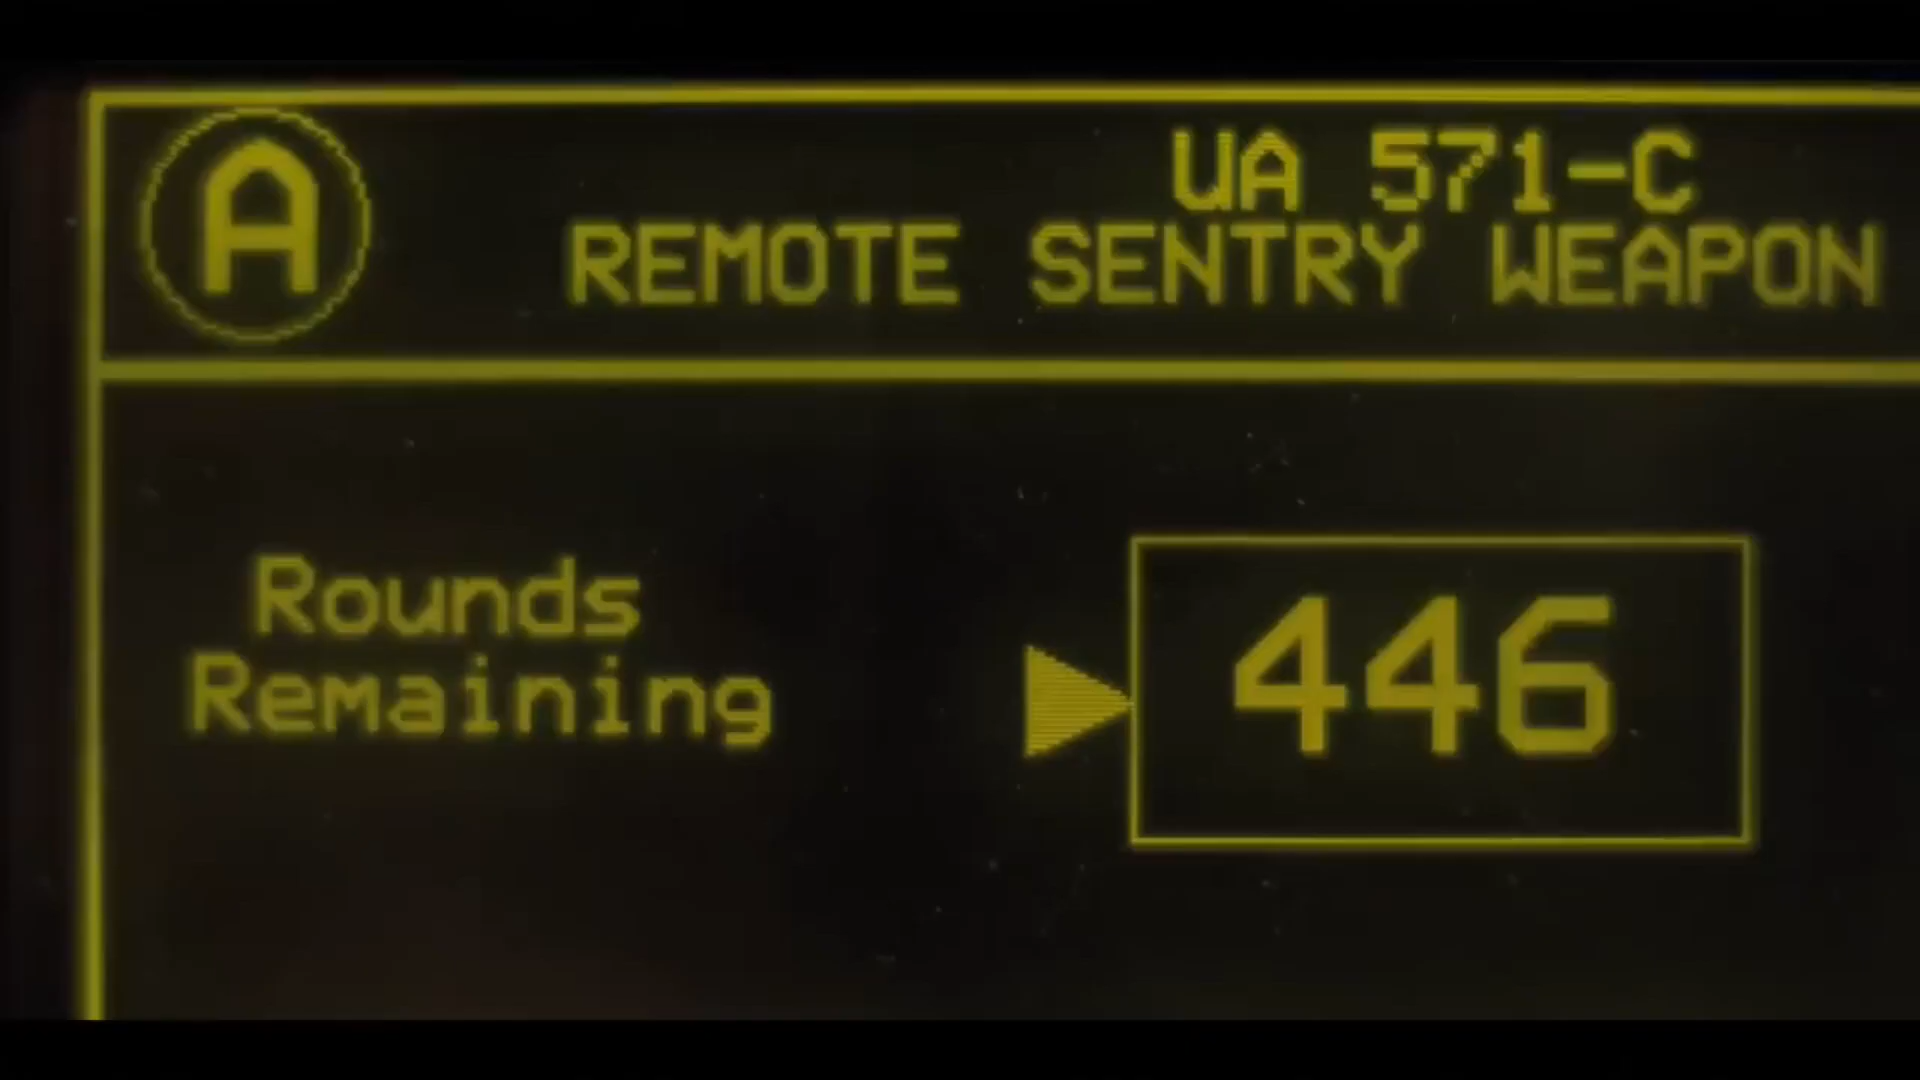 A
UA 571-C
REMOTE SENTRY WEAPON
Rounds
Remaining
446